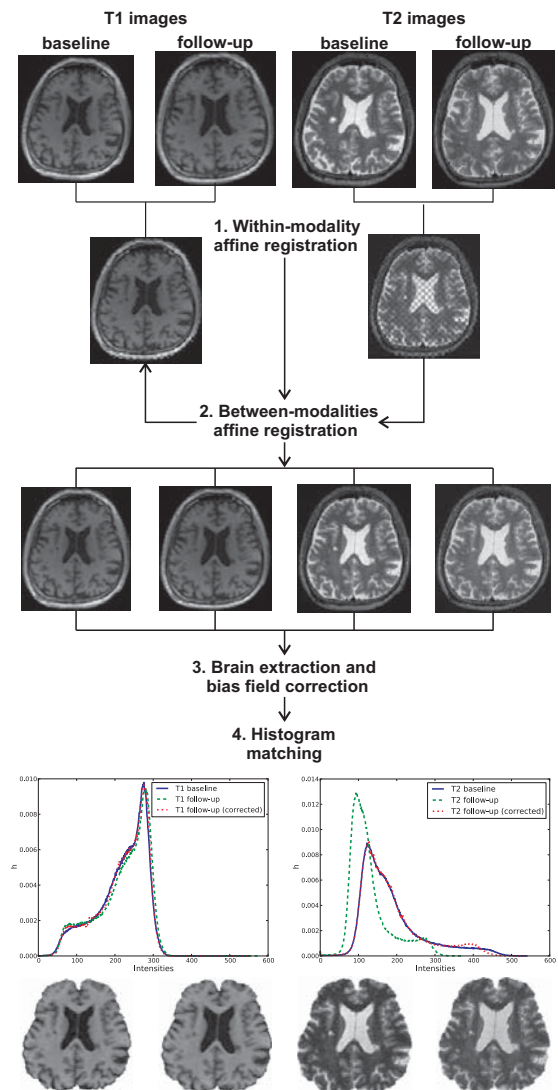 T1 images
T2 images
baseline
follow-up
baseline
follow-up
1. Within-modality
affine registration
2. Between-modalities
affine registration
3. Brain extraction and
bias field correction
4. Histogram
matching
0.010
0.008
0.006
0.004
0.002
0.000
h
0
100
200
300
400
500
600
Intensities
T1 baseline
T1 follow-up
T1 follow-up (corrected)
0.014
0.012
0.010
0.008
0.006
0.004
0.002
0.000
h
0
100
200
300
400
500
600
Intensities
T2 baseline
T2 follow-up
T2 follow-up (corrected)